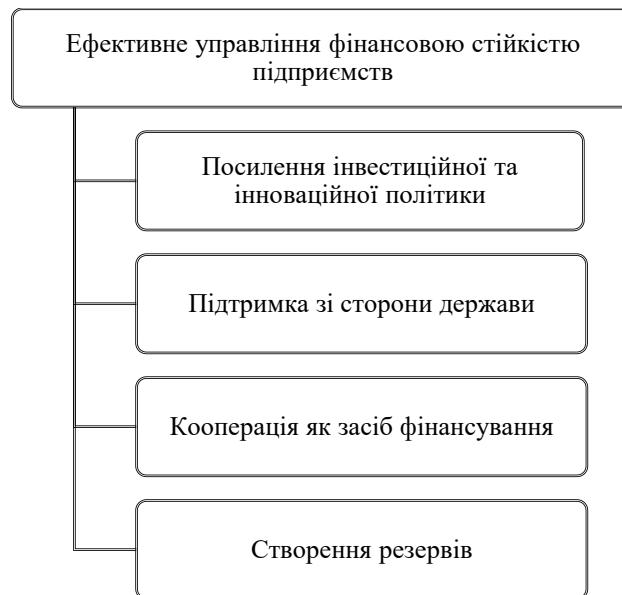 Ефективне управління фінансовою стійкістю
підприємств
Посилення інвестиційної та
інноваційної політики
Підтримка зі сторони держави
Кооперація як засіб фінансування
Створення резервів